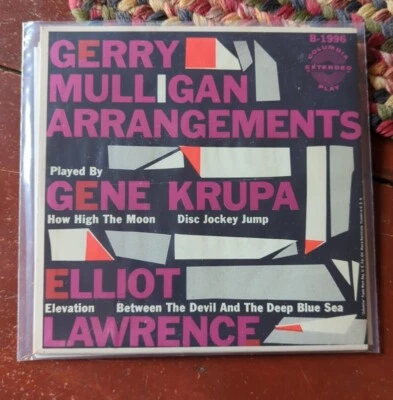 B-1996
COLUMBIA
EXTENDED
PLAY
GERRY
MULLIGAN
ARRANGEMENTS
Played By
GENE KRUPA
How High The Moon Disc Jockey Jump
ELLIOT
Elevation Between The Devil And The Deep Blue Sea
LAWRENCE